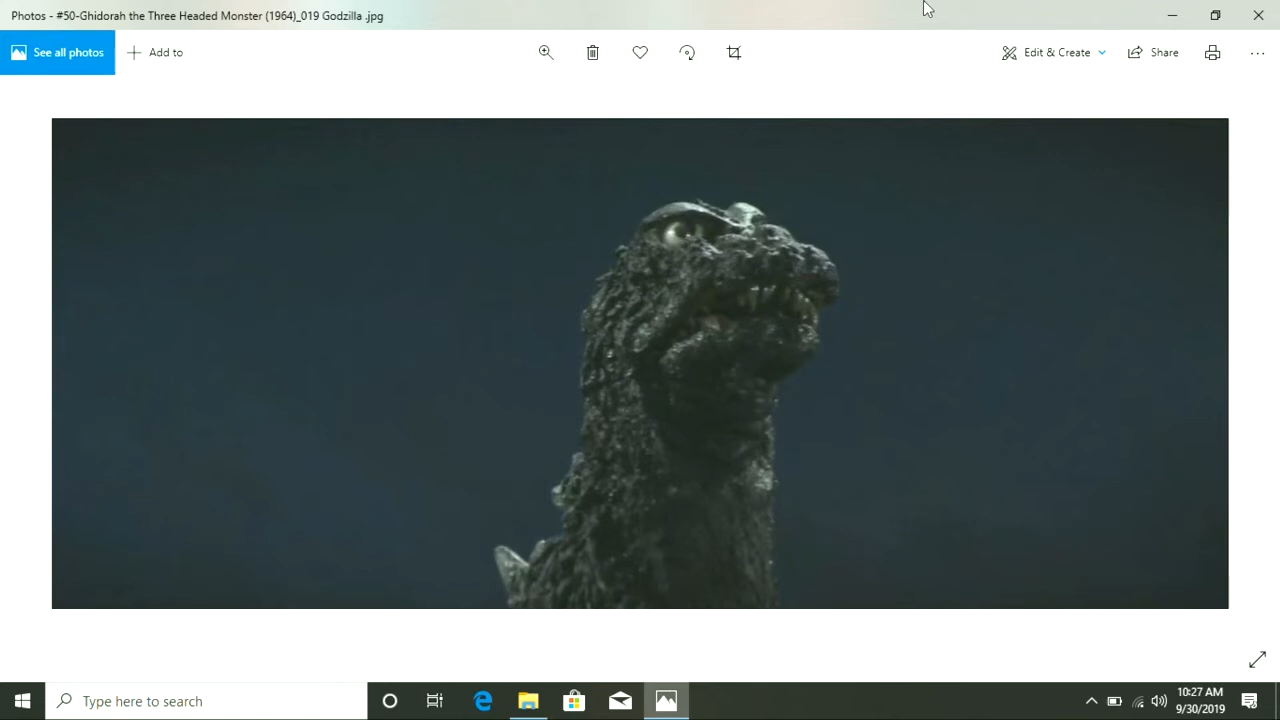 Photos - #50-Ghidorah the Three Headed Monster (1964)_019 Godzilla .jpg
See all photos
Add to
Edit & Create
Share
Type here to search
10:27 AM
9/30/2019